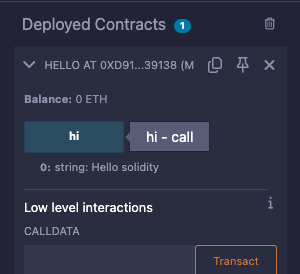 Deployed Contracts 1
HELLO AT 0XD91...39138 (M
Balance: 0 ETH
hi
hi - call
0: string: Hello solidity
Low level interactions
i
CALLDATA
Transact